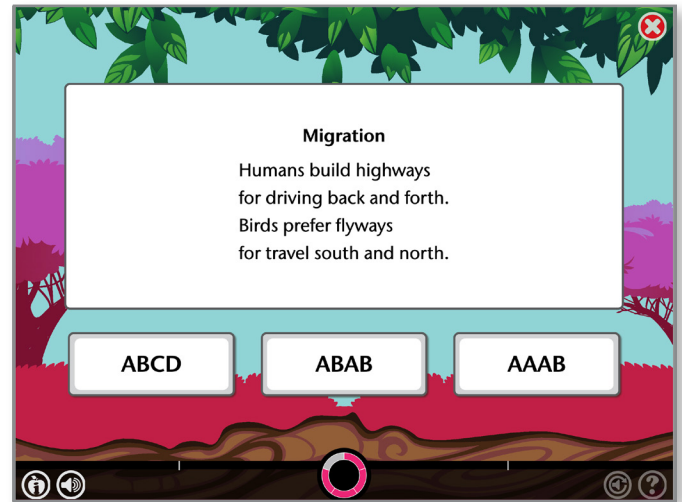 Migration
Humans build highways
for driving back and forth.
Birds prefer flyways
for travel south and north.
ABCD
ABAB
AAAB
?